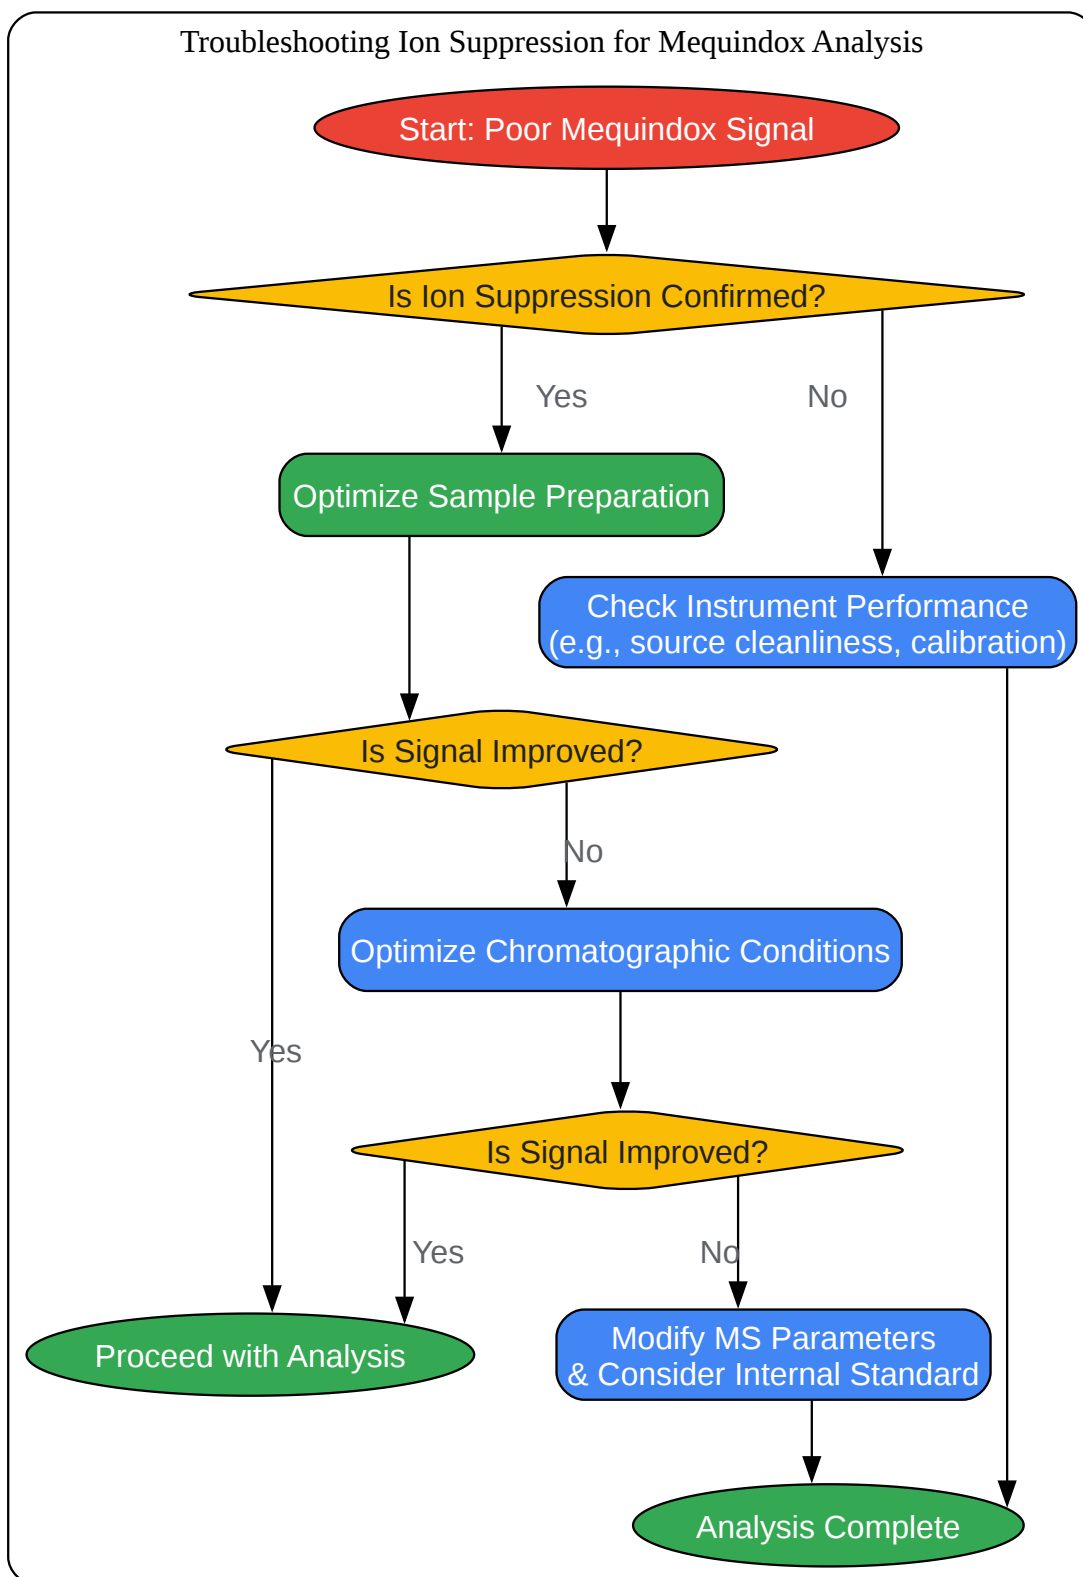 Troubleshooting Ion Suppression for Mequindox Analysis
Start: Poor Mequindox Signal
Is Ion Suppression Confirmed?
Yes
No
Optimize Sample Preparation
Check Instrument Performance
(e.g., source cleanliness, calibration)
Is Signal Improved?
No
Optimize Chromatographic Conditions
Yes
Is Signal Improved?
Yes
No
Proceed with Analysis
Modify MS Parameters
& Consider Internal Standard
Analysis Complete